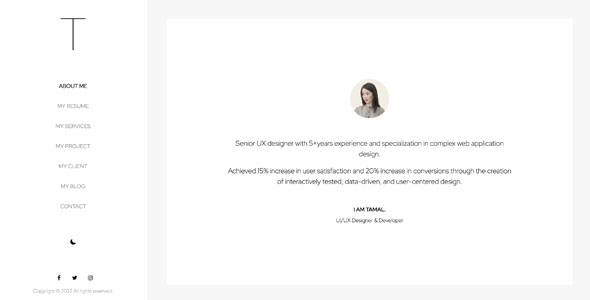 T
ABOUT ME
MY RESUME
MY SERVICES
MY PROJECT
MY CLIENT
MY BLOG
CONTACT
Copyright © 2022 All rights reserved.
Senior UX designer with 5+years experience and specialization in complex web application
design.
Achieved 15% increase in user satisfaction and 20% increase in conversions through the creation
of interactively tested, data-driven, and user-centered design.
I AM TAMAL.
UI/UX Designer & Developer